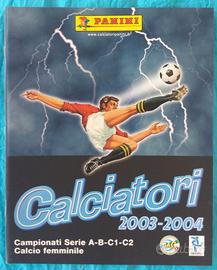 PANINI
www.calciatoripanini.it
Calciatori
2003-2004
Campionati Serie A-B-C1-C2
Calcio femminile